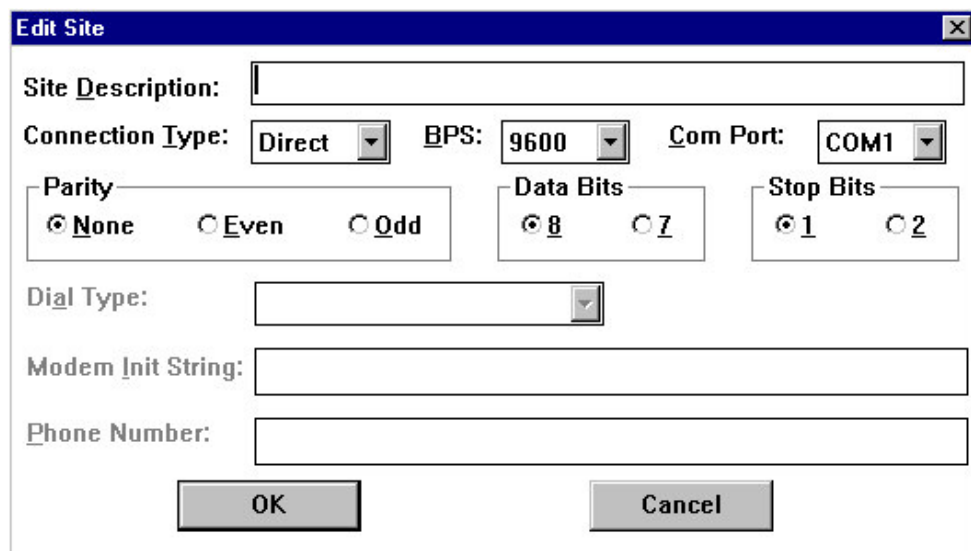 Edit Site
Site Description:
Connection Type: Direct BPS: 9600 Com Port: COM1
Parity Data Bits Stop Bits
None Even Odd 8 7 1 2
Dial Type:
Modem Init String:
Phone Number:
OK Cancel